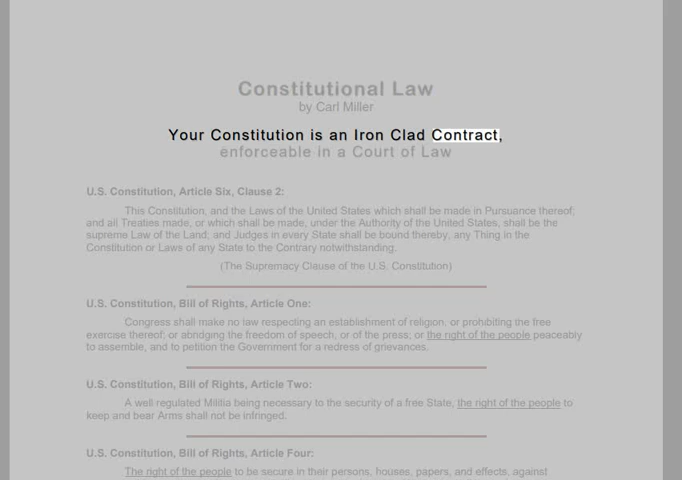 Constitutional Law
by Carl Miller
Your Constitution is an Iron Clad Contract,
enforceable in a Court of Law
U.S. Constitution, Article Six, Clause 2:
This Constitution, and the Laws of the United States which shall be made in Pursuance thereof;
and all Treaties made, or which shall be made, under the Authority of the United States, shall be the
supreme Law of the Land; and Judges in every State shall be bound thereby, any Thing in the
Constitution or Laws of any State to the Contrary notwithstanding.
(The Supremacy Clause of the U.S. Constitution)
U.S. Constitution, Bill of Rights, Article One:
Congress shall make no law respecting an establishment of religion, or prohibiting the free
exercise thereof; or abridging the freedom of speech, or of the press; or the right of the people peaceably
to assemble, and to petition the Government for a redress of grievances.
U.S. Constitution, Bill of Rights, Article Two:
A well regulated Militia being necessary to the security of a free State, the right of the people to
keep and bear Arms shall not be infringed.
U.S. Constitution, Bill of Rights, Article Four:
The right of the people to be secure in their persons, houses, papers, and effects, against